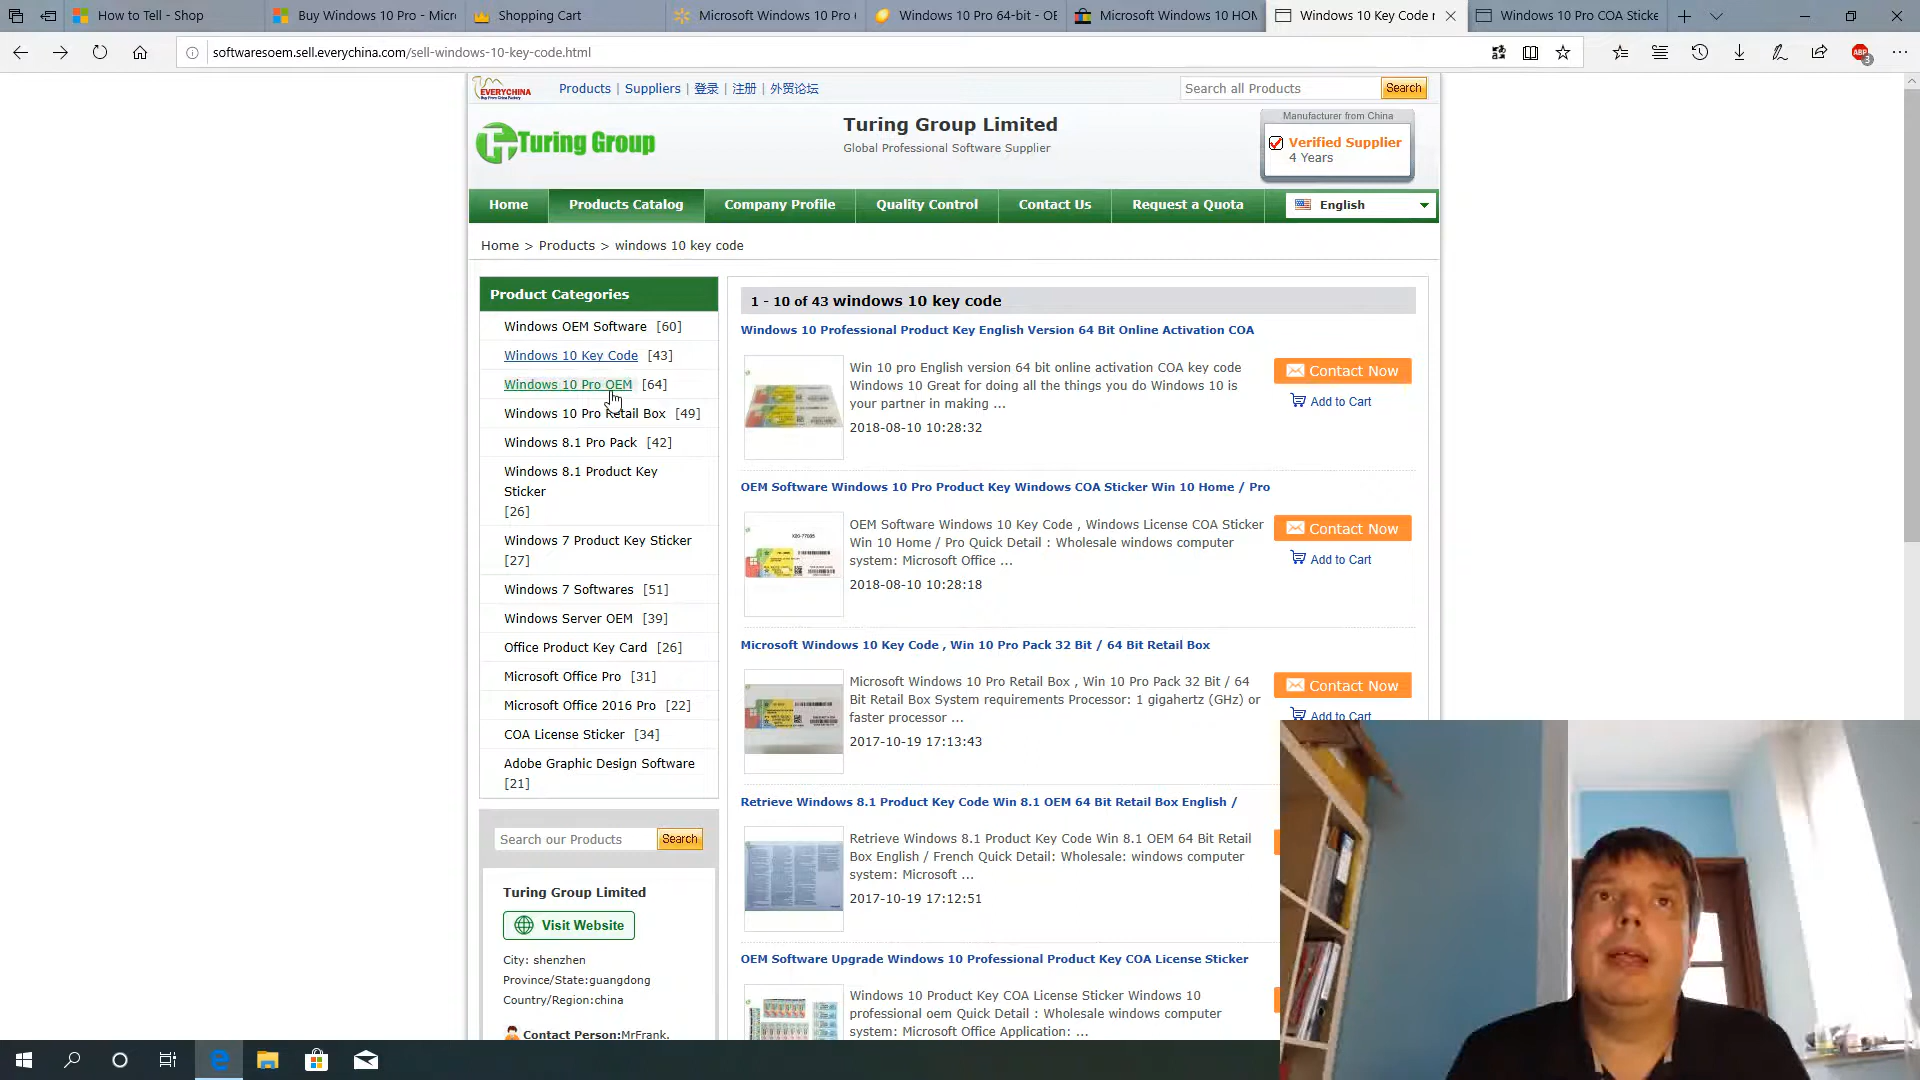 How to Tell - Shop
Buy Windows 10 Pro - Micr
Shopping Cart
Microsoft Windows 10 Pro
Windows 10 Pro 64-bit - OE
Microsoft Windows 10 HOM
Windows 10 Key Code
Windows 10 Pro COA Sticke
softwaresoem.sell.everychina.com/sell-windows-10-key-code.html
ABP
3
EVERYCHINA
Products | Suppliers | 登录 | 注册 | 外贸论坛
Search all Products
Search
Turing Group
Turing Group Limited
Global Professional Software Supplier
Manufacturer from China
Verified Supplier
4 Years
Home
Products Catalog
Company Profile
Quality Control
Contact Us
Request a Quota
English
Home > Products > windows 10 key code
Product Categories
Windows OEM Software [60]
Windows 10 Key Code [43]
Windows 10 Pro OEM [64]
Windows 10 Pro Retail Box [49]
Windows 8.1 Pro Pack [42]
Windows 8.1 Product Key
Sticker
[26]
Windows 7 Product Key Sticker
[27]
Windows 7 Softwares [51]
Windows Server OEM [39]
Office Product Key Card [26]
Microsoft Office Pro [31]
Microsoft Office 2016 Pro [22]
COA License Sticker [34]
Adobe Graphic Design Software
[21]
Search our Products
Search
Turing Group Limited
Visit Website
City: shenzhen
Province/State:guangdong
Country/Region:china
Contact Person:MrFrank.
1 - 10 of 43 windows 10 key code
Windows 10 Professional Product Key English Version 64 Bit Online Activation COA
Win 10 pro English version 64 bit online activation COA key code
Windows 10 Great for doing all the things you do Windows 10 is
your partner in making ...
2018-08-10 10:28:32
Contact Now
Add to Cart
OEM Software Windows 10 Pro Product Key Windows COA Sticker Win 10 Home / Pro
OEM Software Windows 10 Key Code , Windows License COA Sticker
Win 10 Home / Pro Quick Detail : Wholesale windows computer
system: Microsoft Office ...
2018-08-10 10:28:18
Contact Now
Add to Cart
Microsoft Windows 10 Key Code , Win 10 Pro Pack 32 Bit / 64 Bit Retail Box
Microsoft Windows 10 Pro Retail Box , Win 10 Pro Pack 32 Bit / 64
Bit Retail Box System requirements Processor: 1 gigahertz (GHz) or
faster processor ...
2017-10-19 17:13:43
Contact Now
Add to Cart
Retrieve Windows 8.1 Product Key Code Win 8.1 OEM 64 Bit Retail Box English /
Retrieve Windows 8.1 Product Key Code Win 8.1 OEM 64 Bit Retail
Box English / French Quick Detail: Wholesale: windows computer
system: Microsoft ...
2017-10-19 17:12:51
OEM Software Upgrade Windows 10 Professional Product Key COA License Sticker
Windows 10 Product Key COA License Sticker Windows 10
professional oem Quick Detail : Wholesale windows computer
system: Microsoft Office Application: ...